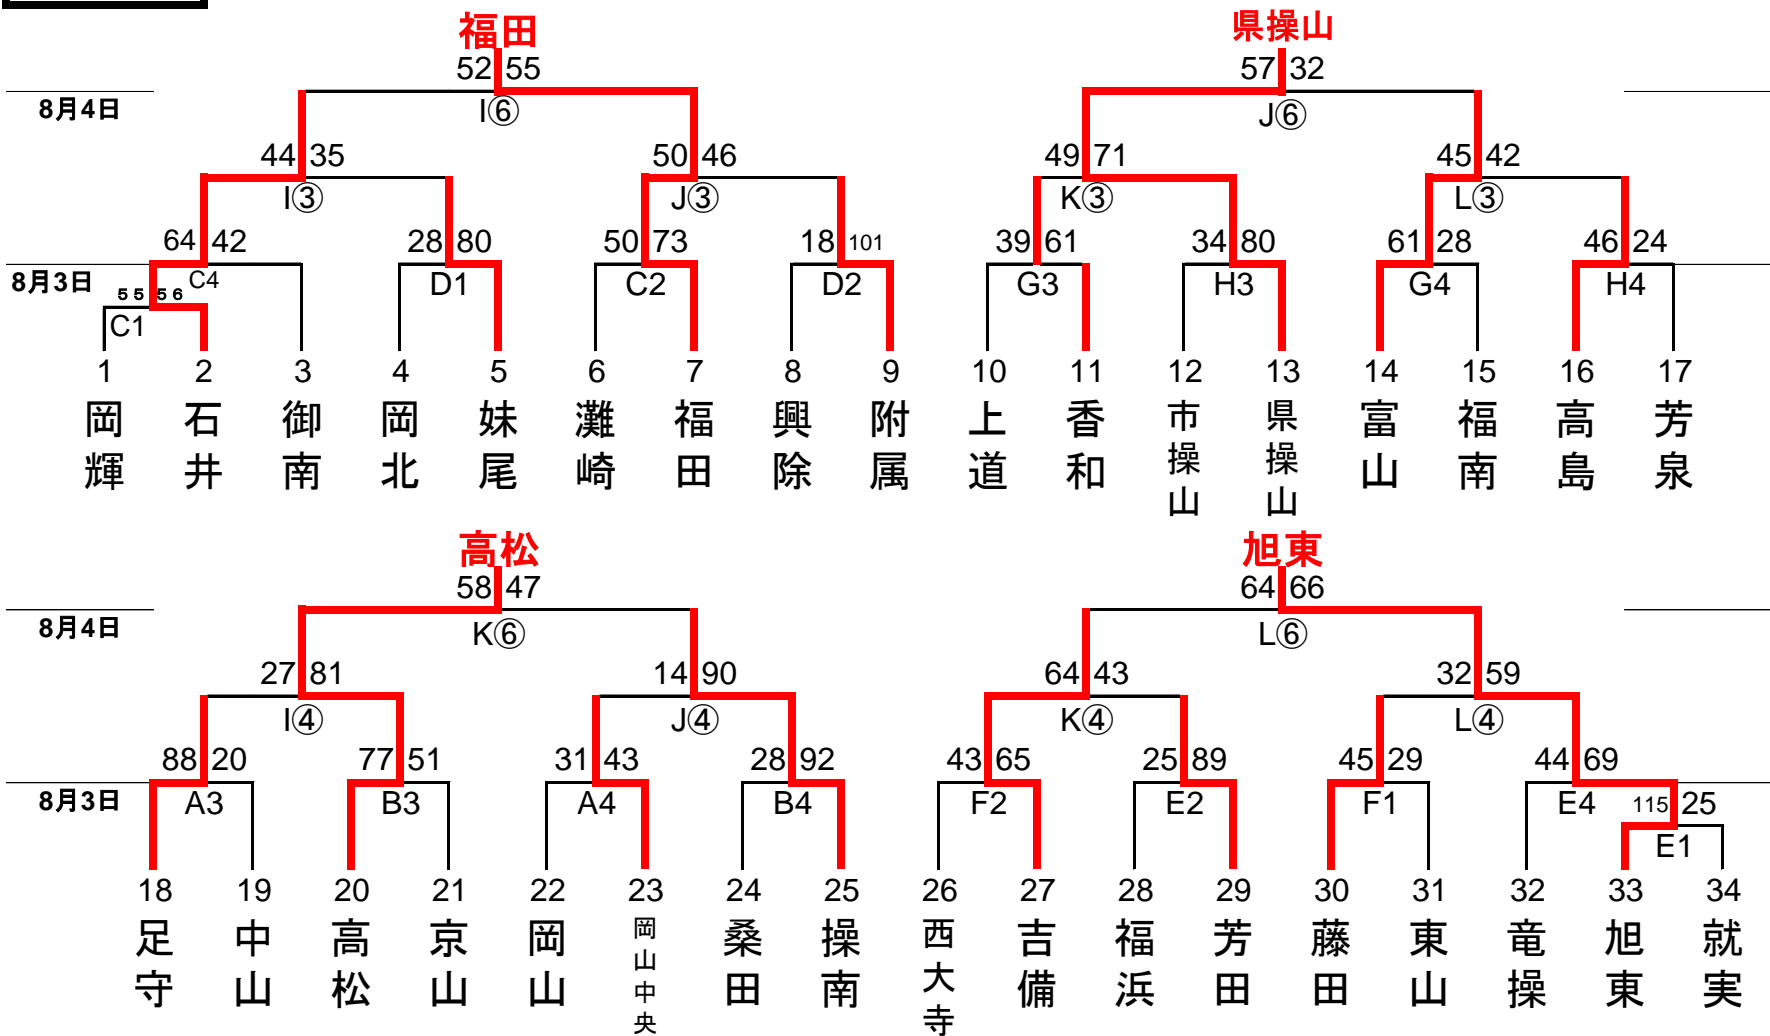 福田 県操山
52 55 57 32
8月4日 I⑥ J⑥
44 35 50 46 49 71 45 42
I③ J③ K③ L③
64 42 28 80 50 73 18 101 39 61 34 80 61 28 46 24
8月3日 55 56 C4 D1 C2 D2 G3 H3 G4 H4
C1
1 2 3 4 5 6 7 8 9 10 11 12 13 14 15 16 17
岡輝 石井 御南 岡北 妹尾 灘崎 福田 興除 附属 上道 香和 市操山 県操山 富山 福南 高島 芳泉
高松 旭東
58 47 64 66
8月4日 K⑥ L⑥
27 81 14 90 64 43 32 59
I④ J④ K④ L④
88 20 77 51 31 43 28 92 43 65 25 89 45 29 44 69
8月3日 A3 B3 A4 B4 F2 E2 F1 E4 115 25
E1
18 19 20 21 22 23 24 25 26 27 28 29 30 31 32 33 34
足守 中山 高松 京山 岡山 岡山中央 桑田 操南 西大寺 吉備 福浜 芳田 藤田 東山 竜操 旭東 就実